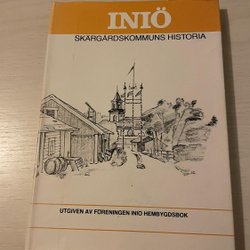 INIÖ
SKÄRGÅRDSKOMMUNS HISTORIA
UTGIVEN AV FÖRENINGEN INIÖ HEMBYGDSBOK